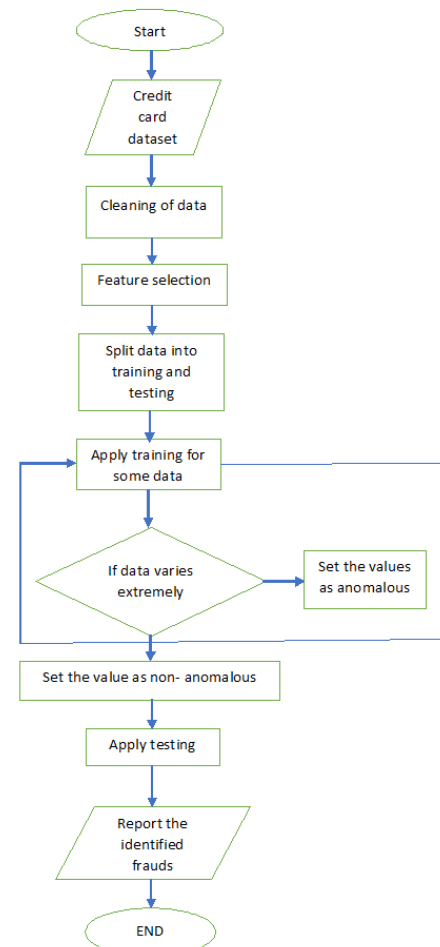 Start
Credit
card
dataset
Cleaning of data
Feature selection
Split data into
training and
testing
Apply training for
some data
If data varies
extremely
Set the values
as anomalous
Set the value as non- anomalous
Apply testing
Report the
identified
frauds
END